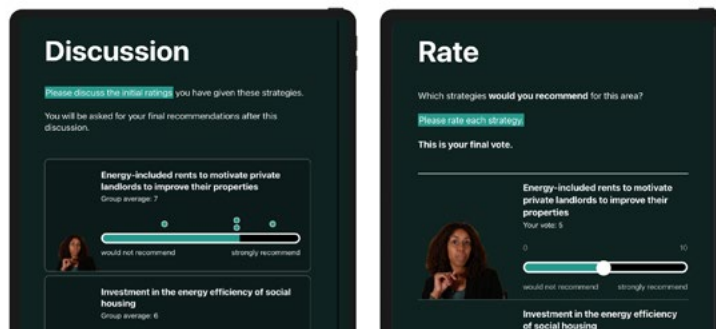 Discussion
Please discuss the initial ratings you have given these strategies.
You will be asked for your final recommendations after this
discussion.
Energy-included rents to motivate private
landlords to improve their properties
Group average: 7
would not recommend strongly recommend
Investment in the energy efficiency of social
housing
Group average: 6
Rate
Which strategies would you recommend for this area?
Please rate each strategy.
This is your final vote.
Energy-included rents to motivate
private landlords to improve their
properties
Your vote: 5
0 10
would not recommend strongly recommend
Investment in the energy efficiency
of social housing